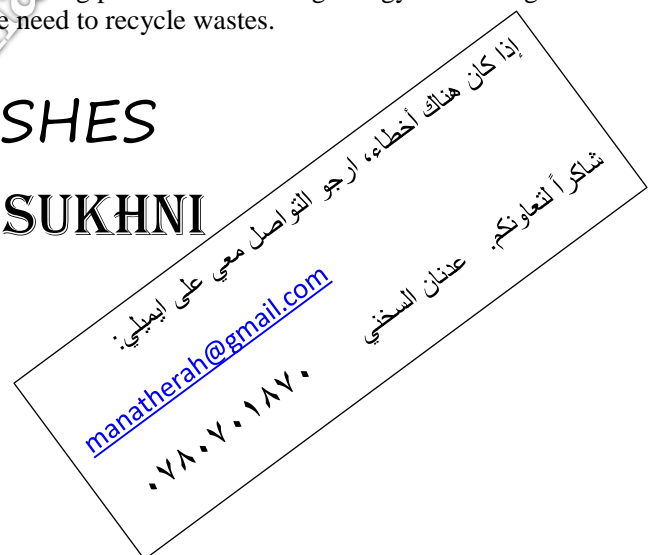 need to recycle wastes.
SHES
SUKHNI
إذا كان هناك أخطاء، ارجو التواصل معي على ايميلي:
manatherah@gmail.com
شاكراً لتعاونكم. عدنان السخني
٠٧٨٠٧٠١٨٧٠